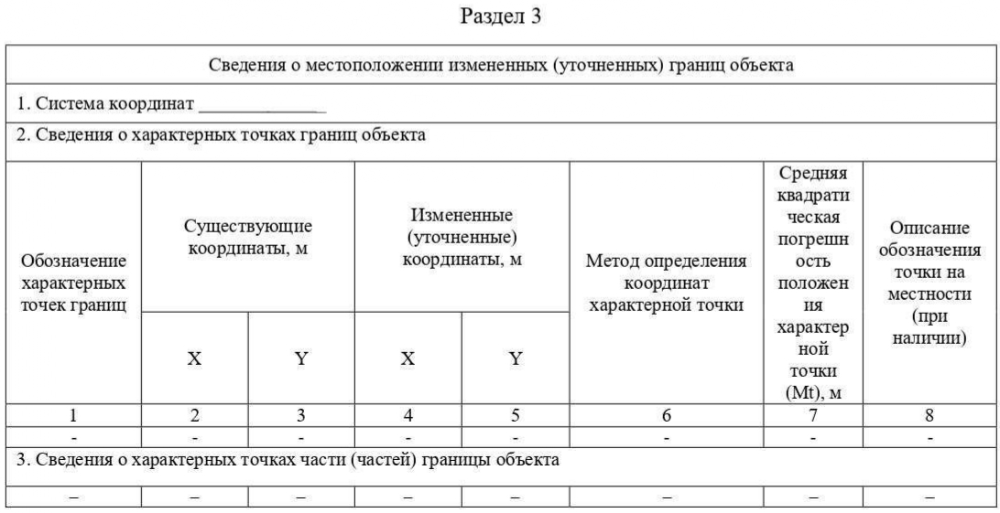 Раздел 3
Сведения о местоположении измененных (уточненных) границ объекта
1. Система координат ______________
2. Сведения о характерных точках границ объекта
Обозначение
характерных
точек границ
Существующие
координаты, м
Измененные
(уточненные)
координаты, м
Метод определения
координат
характерной точки
Средняя
квадрати
ческая
погрешн
ость
положен
ия
характер
ной
точки
(Mt), м
Описание
обозначения
точки на
местности
(при
наличии)
X Y X Y
1 2 3 4 5 6 7 8
- - - - - - - -
3. Сведения о характерных точках части (частей) границы объекта
– – – – – – – –